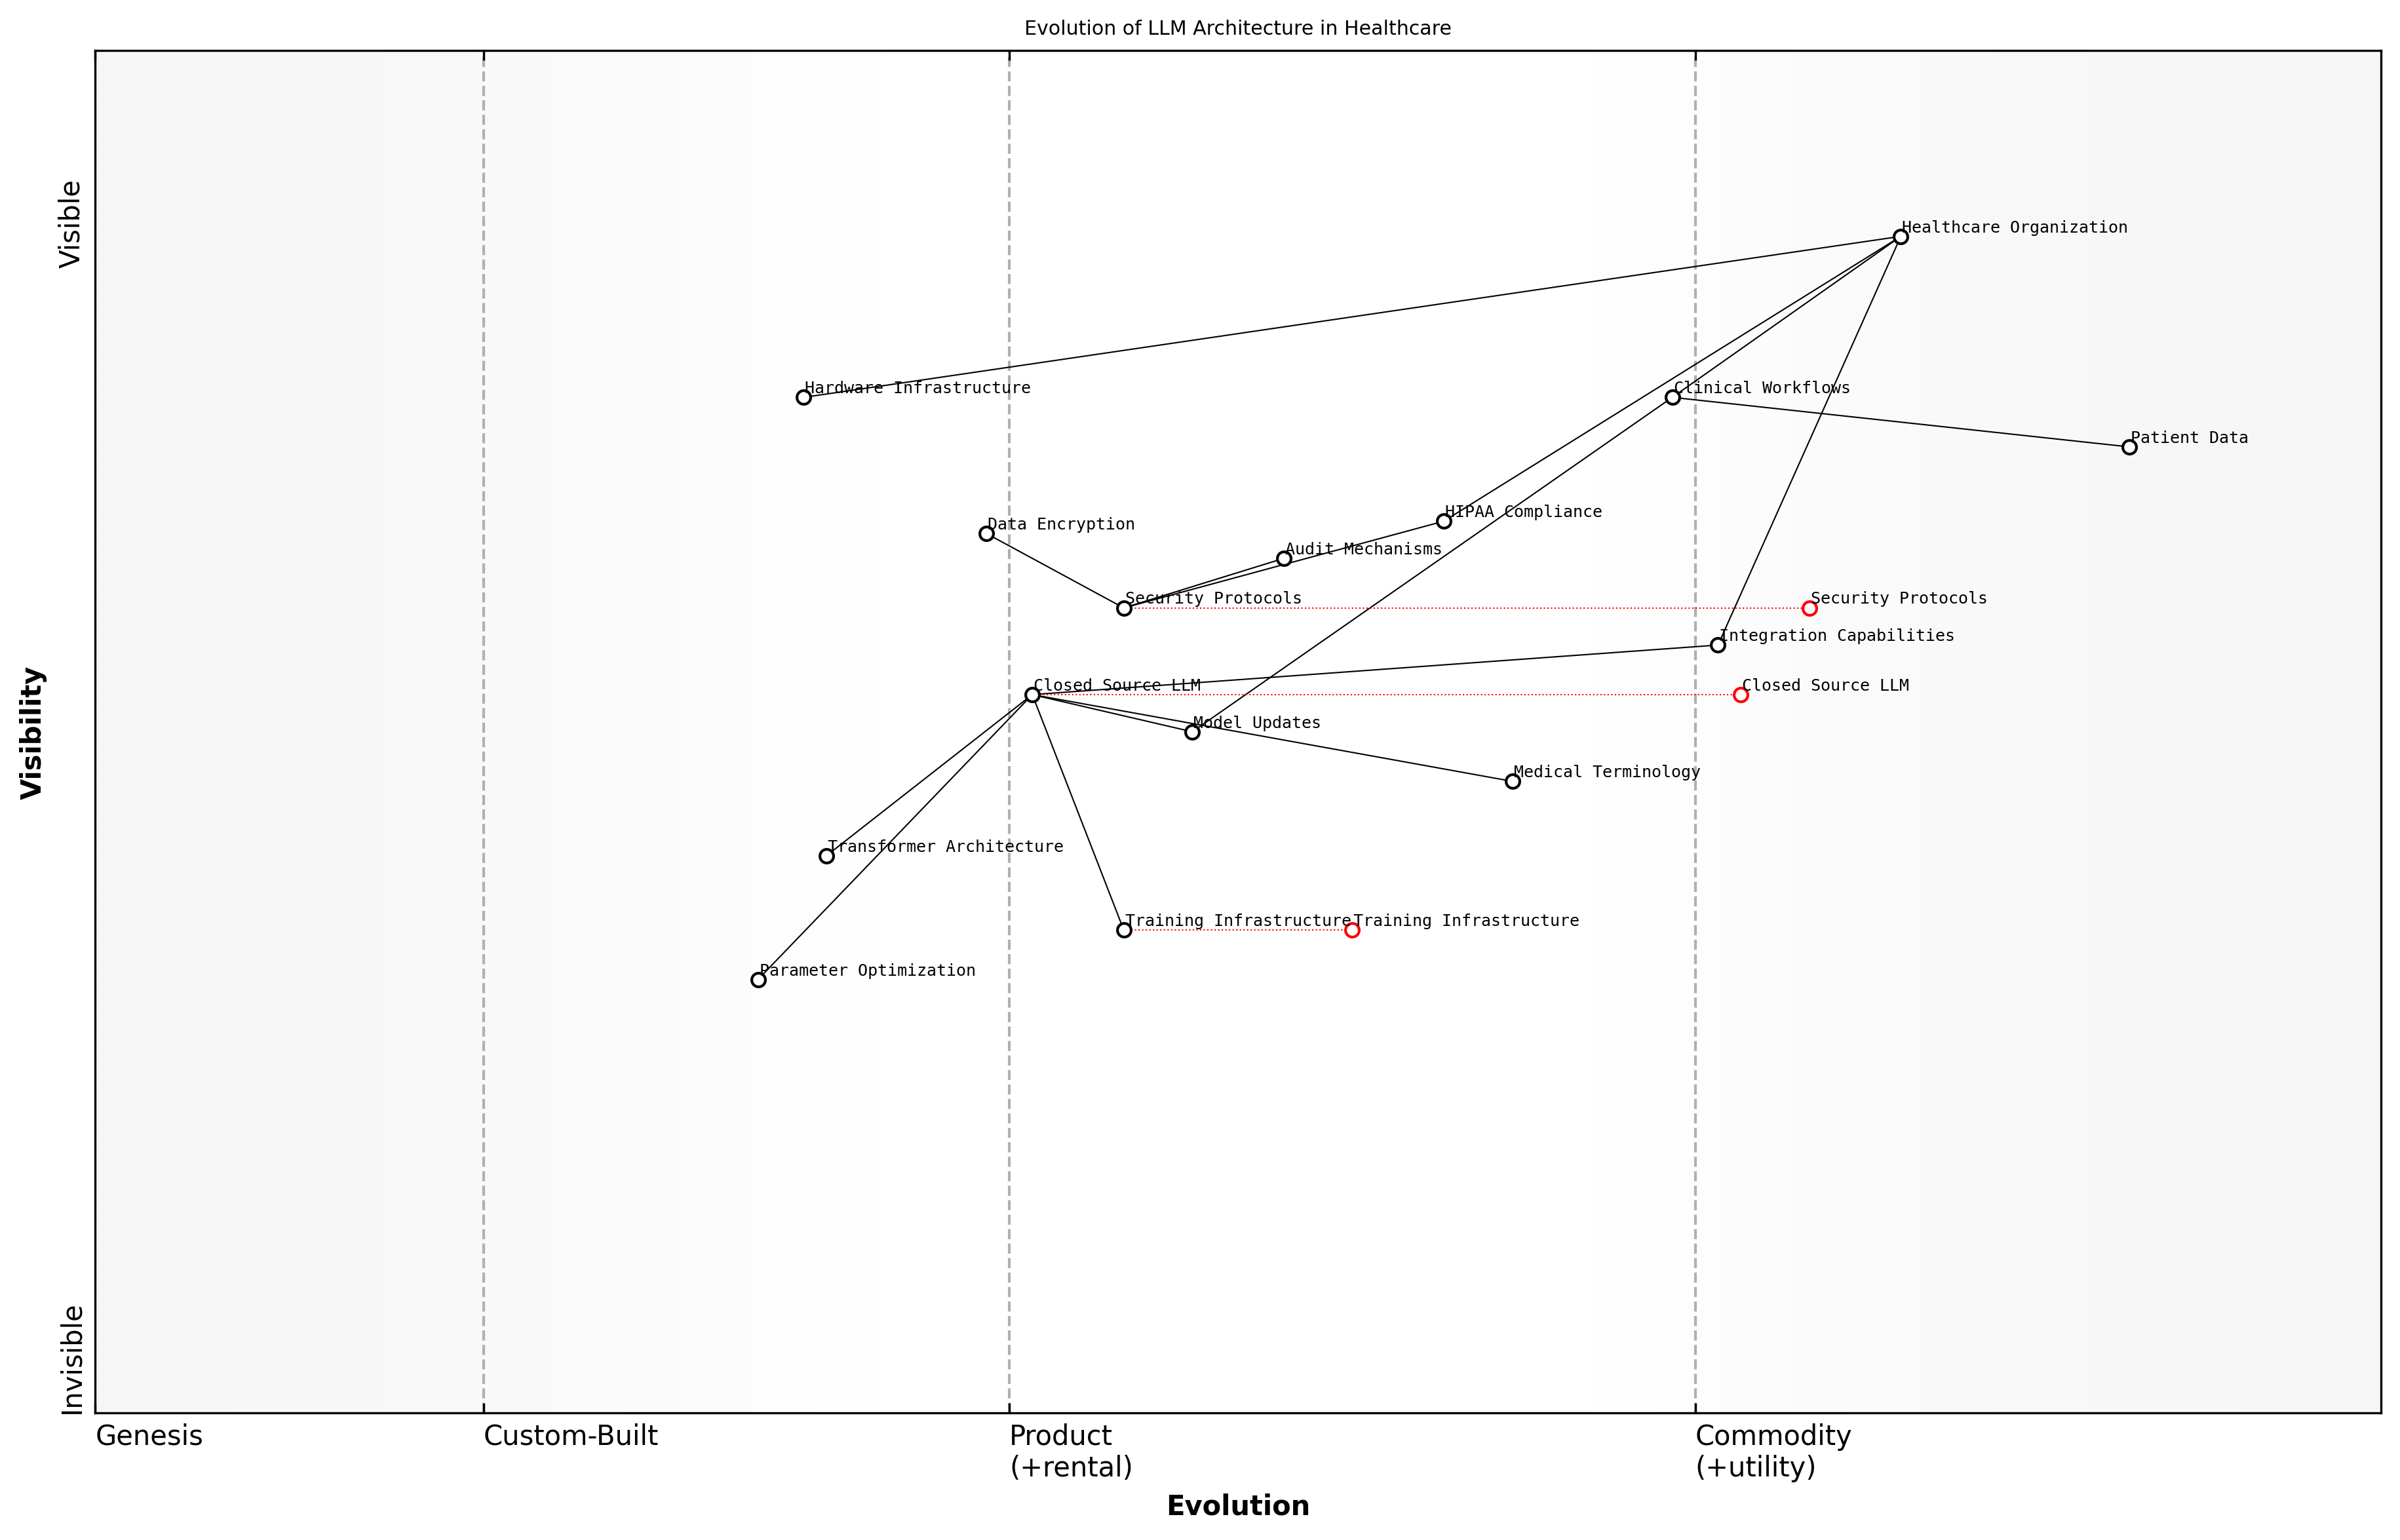 Evolution of LLM Architecture in Healthcare
Visible
Healthcare Organization
Hardware Infrastructure
Clinical Workflows
Patient Data
HIPAA Compliance
Data Encryption
Audit Mechanisms
Security Protocols
Security Protocols
Integration Capabilities
Closed Source LLM
Closed Source LLM
Visibility
Model Updates
Medical Terminology
Transformer Architecture
Training Infrastructure
Training Infrastructure
Parameter Optimization
Invisible
Genesis
Custom-Built
Product
(+rental)
Commodity
(+utility)
Evolution